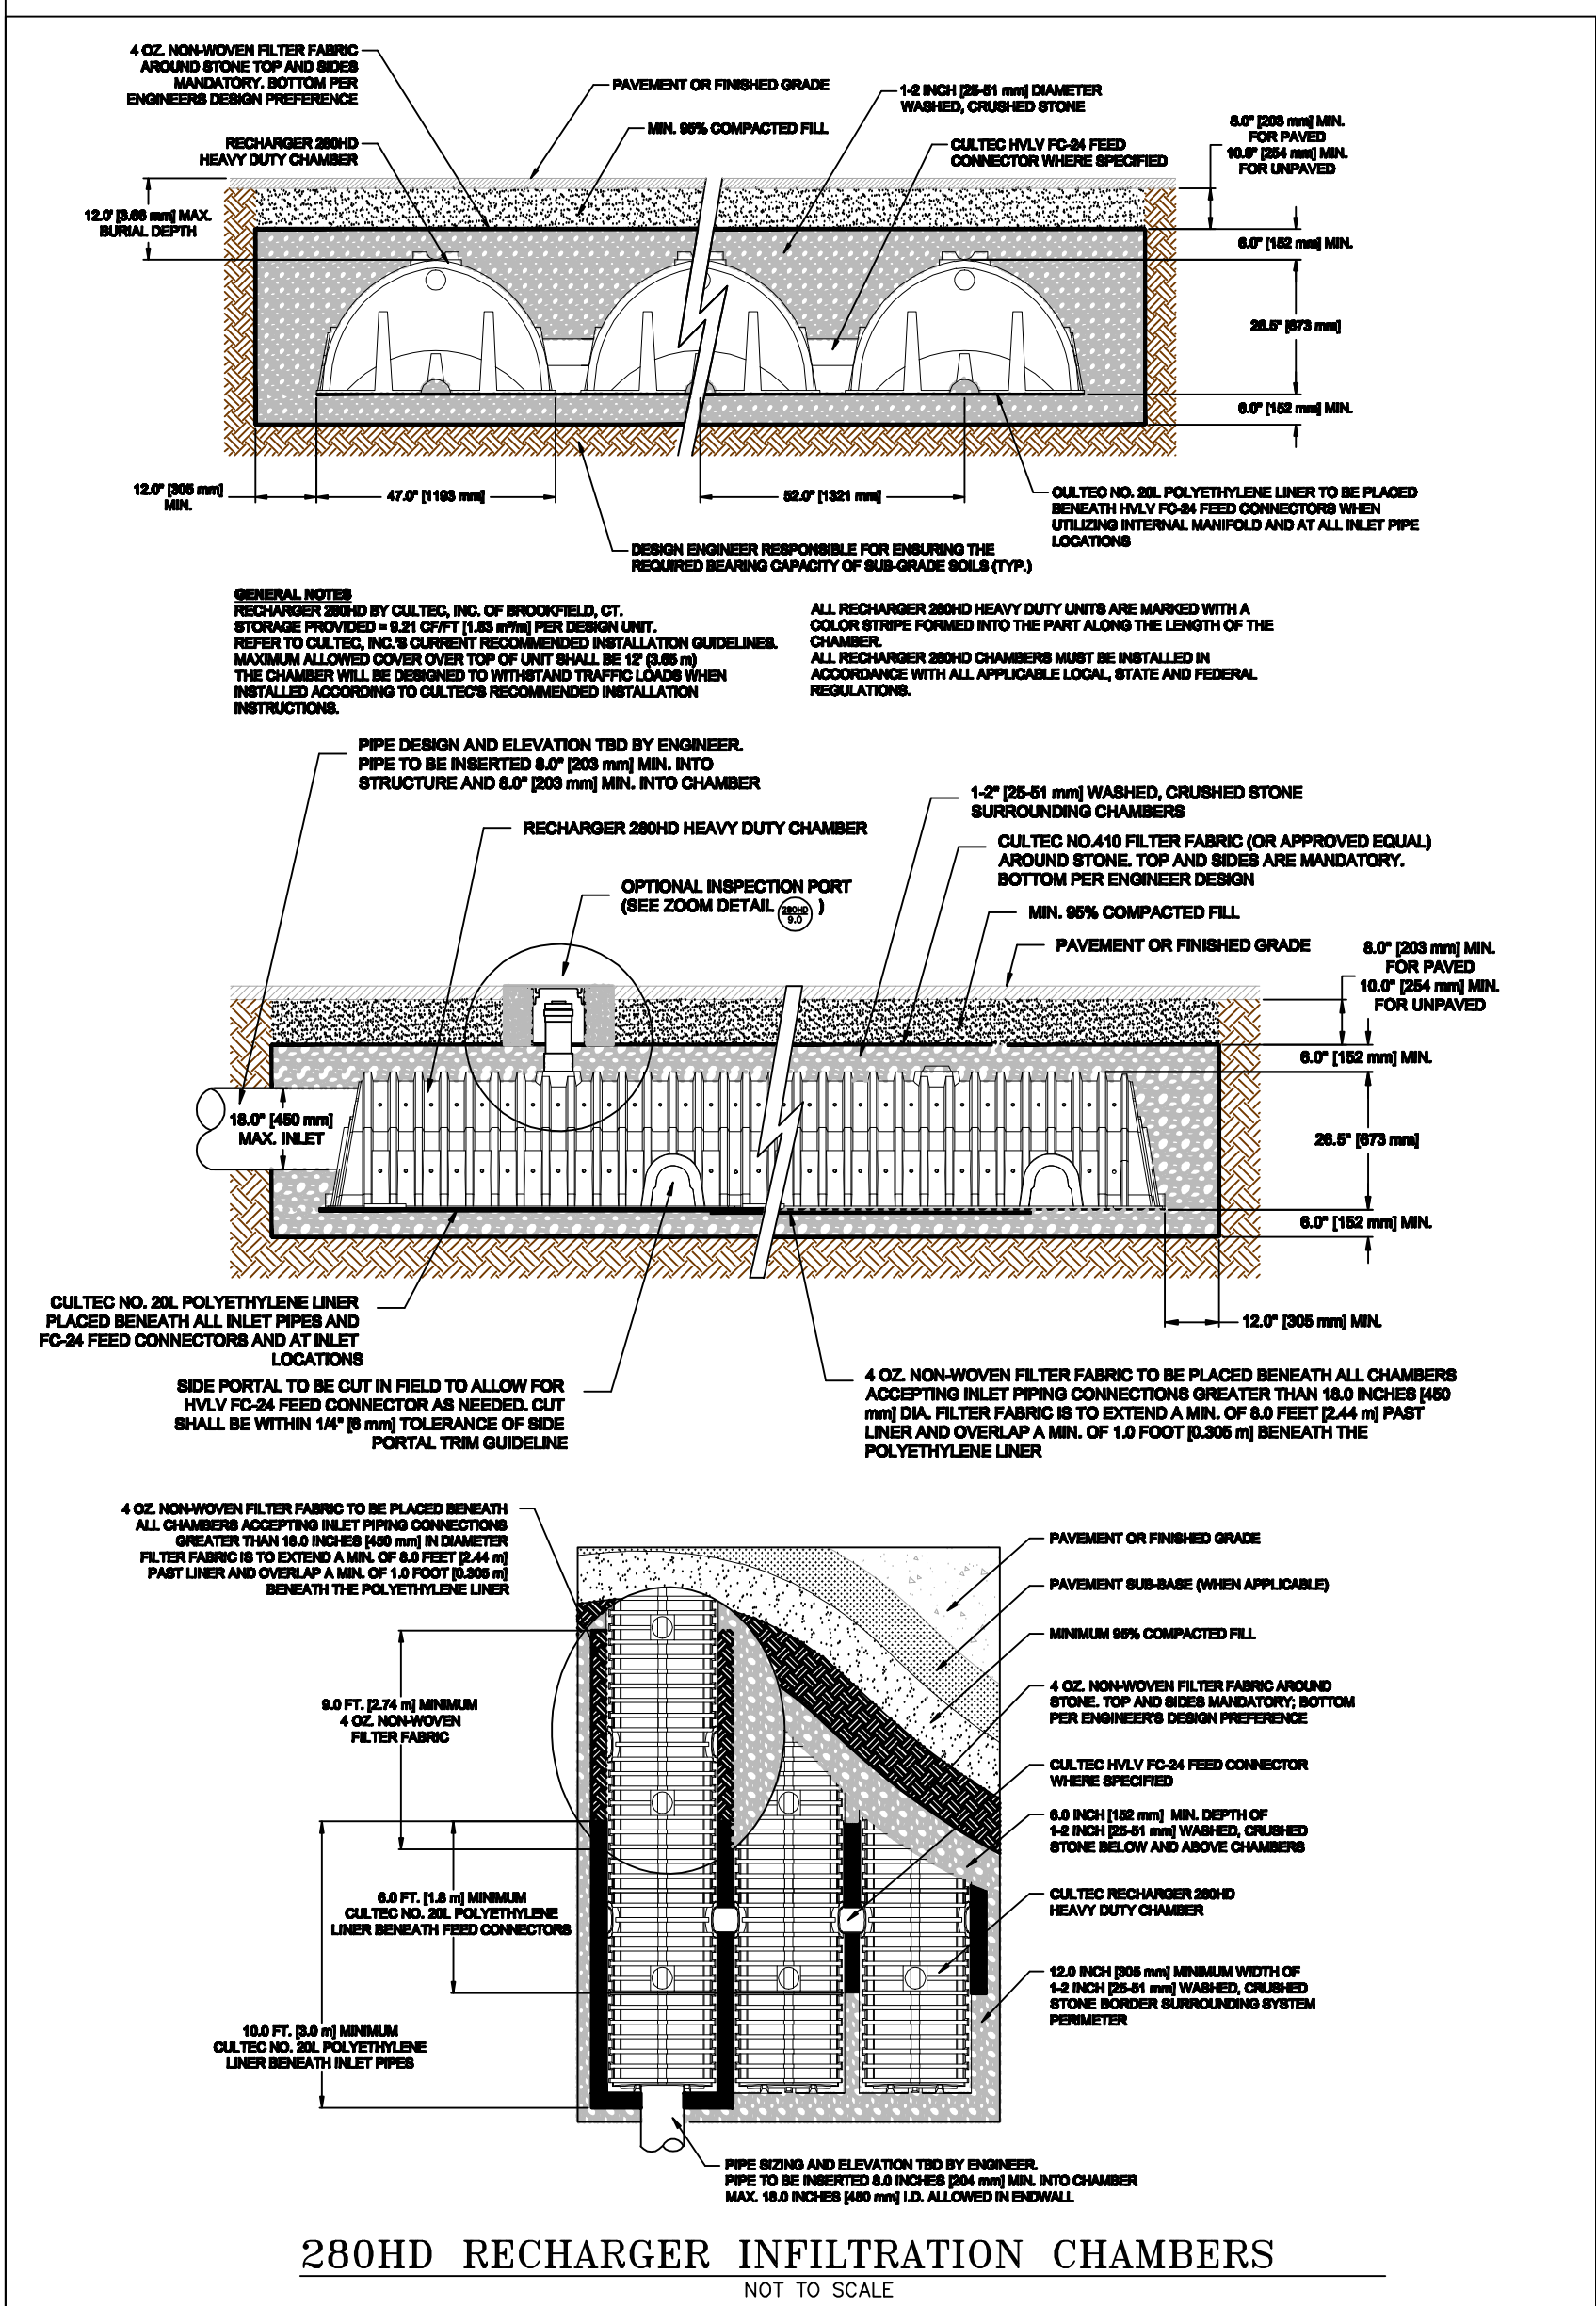 4 OZ. NON-WOVEN FILTER FABRIC
AROUND STONE TOP AND SIDES
MANDATORY. BOTTOM PER
ENGINEERS DESIGN PREFERENCE
PAVEMENT OR FINISHED GRADE
1-2 INCH [25-51 mm] DIAMETER
WASHED, CRUSHED STONE
MIN. 95% COMPACTED FILL
8.0" [203 mm] MIN.
FOR PAVED
10.0" [254 mm] MIN.
FOR UNPAVED
RECHARGER 280HD
HEAVY DUTY CHAMBER
CULTEC HVLV FC-24 FEED
CONNECTOR WHERE SPECIFIED
12.0' [3.66 mm] MAX.
BURIAL DEPTH
6.0" [152 mm] MIN.
26.5" [673 mm]
6.0" [152 mm] MIN.
12.0" [305 mm]
MIN.
47.0" [1193 mm]
52.0" [1321 mm]
CULTEC NO. 20L POLYETHYLENE LINER TO BE PLACED
BENEATH HVLV FC-24 FEED CONNECTORS WHEN
UTILIZING INTERNAL MANIFOLD AND AT ALL INLET PIPE
LOCATIONS
DESIGN ENGINEER RESPONSIBLE FOR ENSURING THE
REQUIRED BEARING CAPACITY OF SUB-GRADE SOILS (TYP.)
GENERAL NOTES
RECHARGER 280HD BY CULTEC, INC. OF BROOKFIELD, CT.
STORAGE PROVIDED = 9.21 CF/FT [1.83 m³/m] PER DESIGN UNIT.
REFER TO CULTEC, INC.'S CURRENT RECOMMENDED INSTALLATION GUIDELINES.
MAXIMUM ALLOWED COVER OVER TOP OF UNIT SHALL BE 12' (3.65 m)
THE CHAMBER WILL BE DESIGNED TO WITHSTAND TRAFFIC LOADS WHEN
INSTALLED ACCORDING TO CULTEC'S RECOMMENDED INSTALLATION
INSTRUCTIONS.
ALL RECHARGER 280HD HEAVY DUTY UNITS ARE MARKED WITH A
COLOR STRIPE FORMED INTO THE PART ALONG THE LENGTH OF THE
CHAMBER.
ALL RECHARGER 280HD CHAMBERS MUST BE INSTALLED IN
ACCORDANCE WITH ALL APPLICABLE LOCAL, STATE AND FEDERAL
REGULATIONS.
PIPE DESIGN AND ELEVATION TBD BY ENGINEER.
PIPE TO BE INSERTED 8.0" [203 mm] MIN. INTO
STRUCTURE AND 8.0" [203 mm] MIN. INTO CHAMBER
1-2" [25-51 mm] WASHED, CRUSHED STONE
SURROUNDING CHAMBERS
RECHARGER 280HD HEAVY DUTY CHAMBER
CULTEC NO.410 FILTER FABRIC (OR APPROVED EQUAL)
AROUND STONE. TOP AND SIDES ARE MANDATORY.
BOTTOM PER ENGINEER DESIGN
OPTIONAL INSPECTION PORT
(SEE ZOOM DETAIL 280HD 9.0 )
MIN. 95% COMPACTED FILL
PAVEMENT OR FINISHED GRADE
8.0" [203 mm] MIN.
FOR PAVED
10.0" [254 mm] MIN.
FOR UNPAVED
6.0" [152 mm] MIN.
18.0" [450 mm]
MAX. INLET
26.5" [673 mm]
6.0" [152 mm] MIN.
12.0" [305 mm] MIN.
CULTEC NO. 20L POLYETHYLENE LINER
PLACED BENEATH ALL INLET PIPES AND
FC-24 FEED CONNECTORS AND AT INLET
LOCATIONS
SIDE PORTAL TO BE CUT IN FIELD TO ALLOW FOR
HVLV FC-24 FEED CONNECTOR AS NEEDED. CUT
SHALL BE WITHIN 1/4" [6 mm] TOLERANCE OF SIDE
PORTAL TRIM GUIDELINE
4 OZ. NON-WOVEN FILTER FABRIC TO BE PLACED BENEATH ALL CHAMBERS
ACCEPTING INLET PIPING CONNECTIONS GREATER THAN 18.0 INCHES [450
mm] DIA. FILTER FABRIC IS TO EXTEND A MIN. OF 8.0 FEET [2.44 m] PAST
LINER AND OVERLAP A MIN. OF 1.0 FOOT [0.305 m] BENEATH THE
POLYETHYLENE LINER
4 OZ. NON-WOVEN FILTER FABRIC TO BE PLACED BENEATH
ALL CHAMBERS ACCEPTING INLET PIPING CONNECTIONS
GREATER THAN 18.0 INCHES [450 mm] IN DIAMETER
FILTER FABRIC IS TO EXTEND A MIN. OF 8.0 FEET [2.44 m]
PAST LINER AND OVERLAP A MIN. OF 1.0 FOOT [0.305 m]
BENEATH THE POLYETHYLENE LINER
PAVEMENT OR FINISHED GRADE
PAVEMENT SUB-BASE (WHEN APPLICABLE)
MINIMUM 95% COMPACTED FILL
4 OZ. NON-WOVEN FILTER FABRIC AROUND
STONE. TOP AND SIDES MANDATORY; BOTTOM
PER ENGINEER'S DESIGN PREFERENCE
9.0 FT. [2.74 m] MINIMUM
4 OZ. NON-WOVEN
FILTER FABRIC
CULTEC HVLV FC-24 FEED CONNECTOR
WHERE SPECIFIED
6.0 INCH [152 mm] MIN. DEPTH OF
1-2 INCH [25-51 mm] WASHED, CRUSHED
STONE BELOW AND ABOVE CHAMBERS
6.0 FT. [1.8 m] MINIMUM
CULTEC NO. 20L POLYETHYLENE
LINER BENEATH FEED CONNECTORS
CULTEC RECHARGER 280HD
HEAVY DUTY CHAMBER
12.0 INCH [305 mm] MINIMUM WIDTH OF
1-2 INCH [25-51 mm] WASHED, CRUSHED
STONE BORDER SURROUNDING SYSTEM
PERIMETER
10.0 FT. [3.0 m] MINIMUM
CULTEC NO. 20L POLYETHYLENE
LINER BENEATH INLET PIPES
PIPE SIZING AND ELEVATION TBD BY ENGINEER.
PIPE TO BE INSERTED 8.0 INCHES [204 mm] MIN. INTO CHAMBER
MAX. 18.0 INCHES [450 mm] I.D. ALLOWED IN ENDWALL
280HD RECHARGER INFILTRATION CHAMBERS
NOT TO SCALE